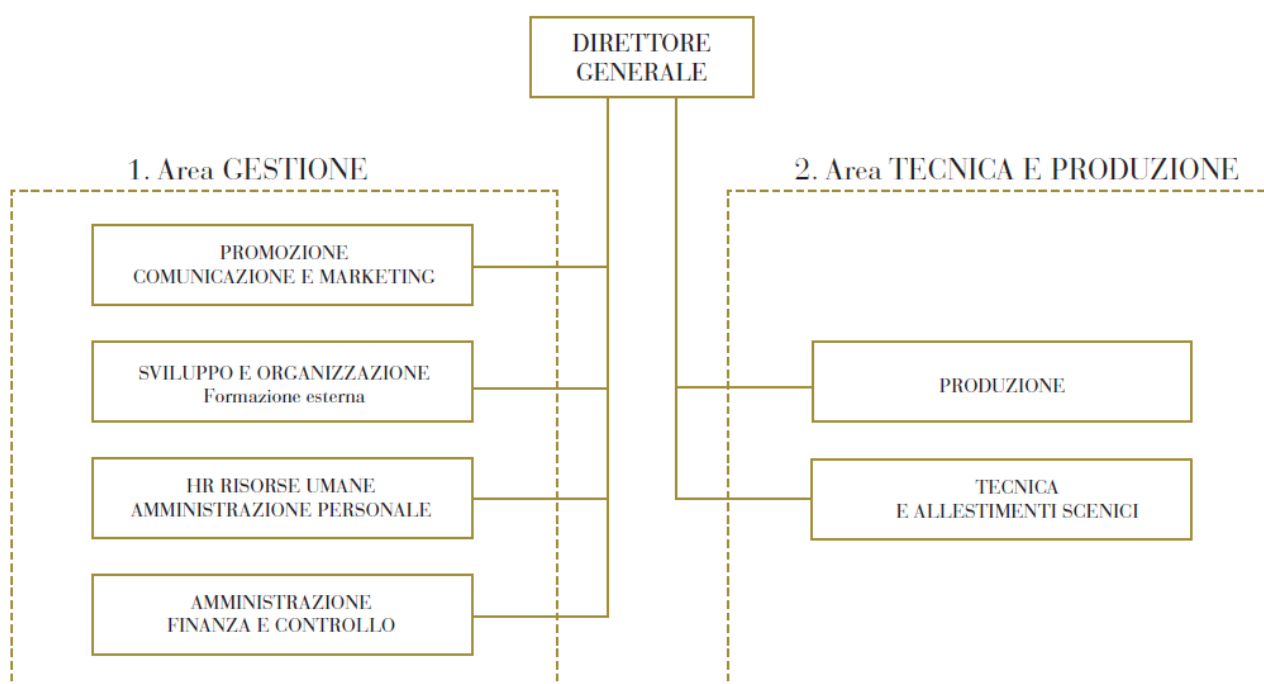 DIRETTORE
GENERALE
1. Area GESTIONE
PROMOZIONE
COMUNICAZIONE E MARKETING
SVILUPPO E ORGANIZZAZIONE
Formazione esterna
HR RISORSE UMANE
AMMINISTRAZIONE PERSONALE
AMMINISTRAZIONE
FINANZA E CONTROLLO
2. Area TECNICA E PRODUZIONE
PRODUZIONE
TECNICA
E ALLESTIMENTI SCENICI